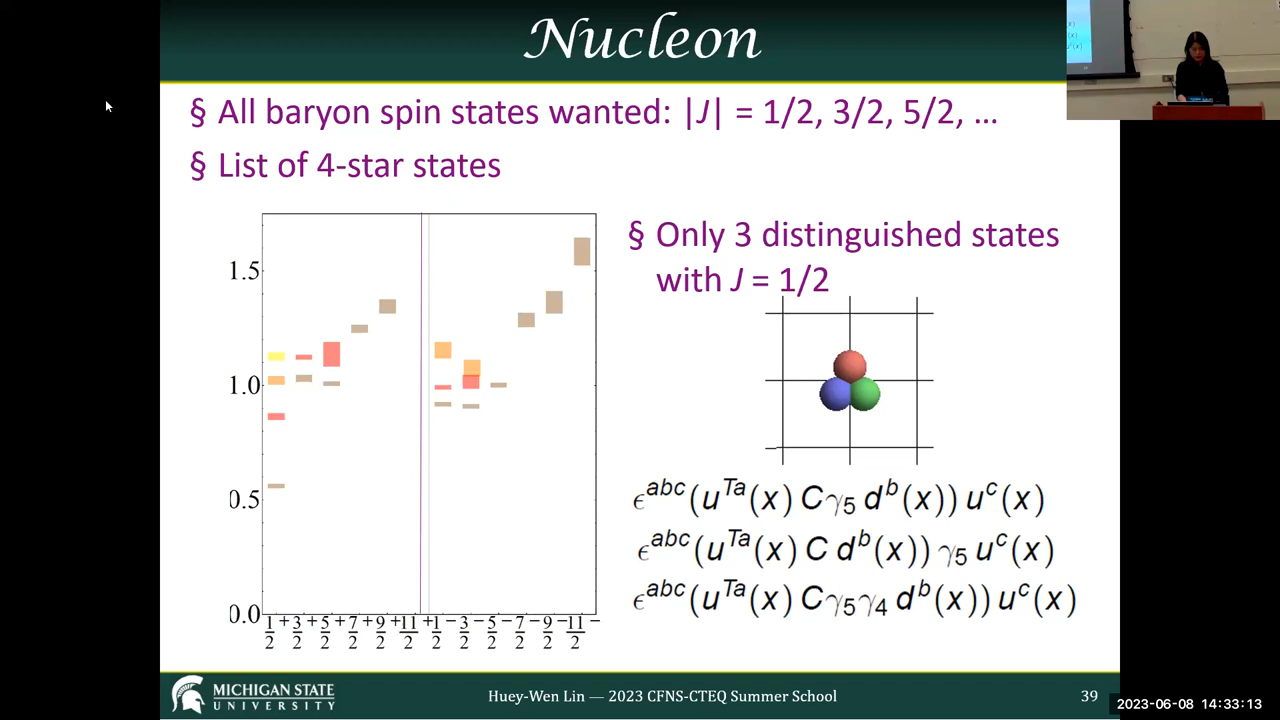 Nucleon
§ All baryon spin states wanted: |J| = 1/2, 3/2, 5/2, …
§ List of 4-star states
§ Only 3 distinguished states
with J = 1/2
1.5
1.0
0.5
0.0
1/2 + 3/2 + 5/2 + 7/2 + 9/2 + 11/2 + 1/2 − 3/2 − 5/2 − 7/2 − 9/2 − 11/2 −
ϵ^{abc}(u^{Ta}(x) Cγ₅ d^b(x)) u^c(x)
ϵ^{abc}(u^{Ta}(x) C d^b(x)) γ₅ u^c(x)
ϵ^{abc}(u^{Ta}(x) Cγ₅γ₄ d^b(x)) u^c(x)
MICHIGAN STATE
UNIVERSITY
Huey-Wen Lin — 2023 CFNS-CTEQ Summer School
39
2023-06-08 14:33:13